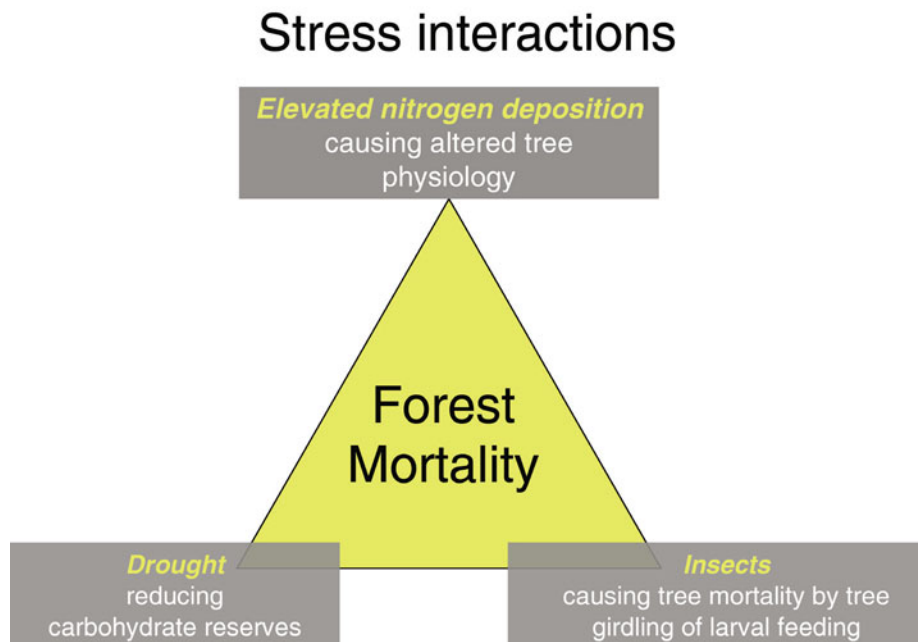 Stress interactions
Elevated nitrogen deposition
causing altered tree
physiology
Forest
Mortality
Drought
reducing
carbohydrate reserves
Insects
causing tree mortality by tree
girdling of larval feeding